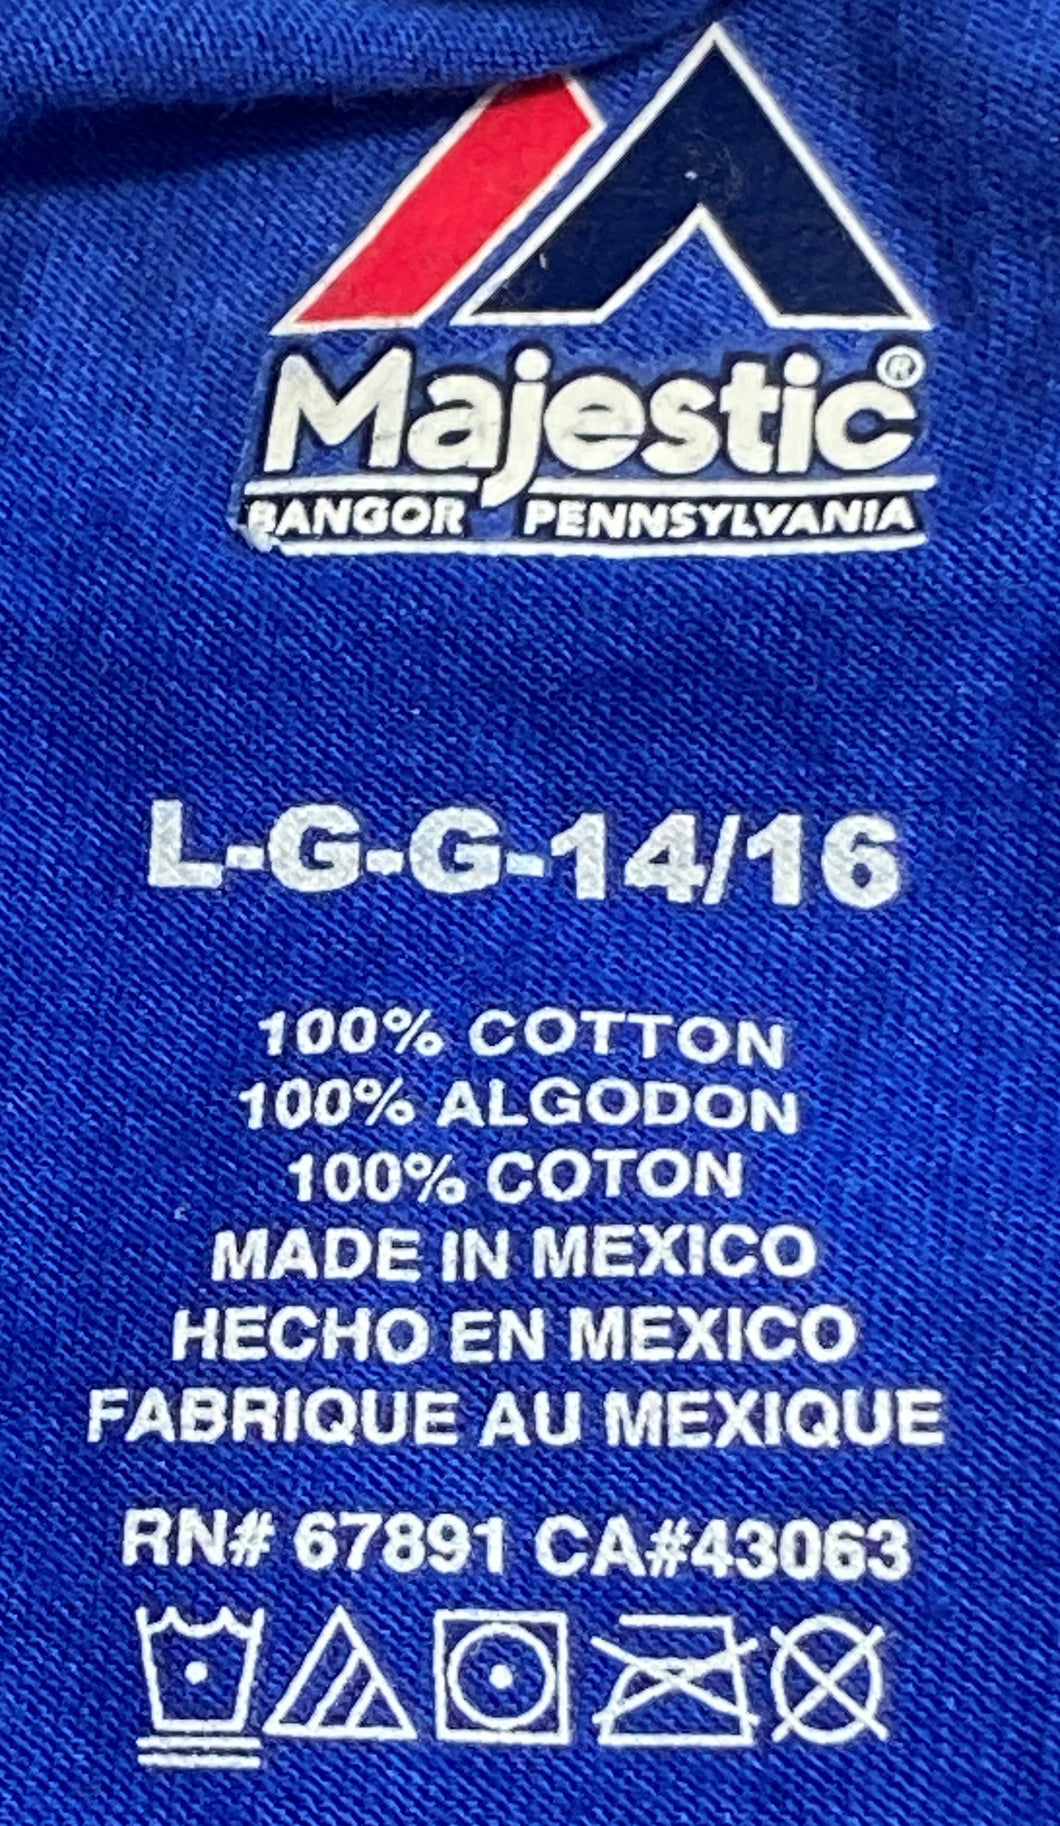 Majestic®
BANGOR PENNSYLVANIA
L-G-G-14/16
100% COTTON
100% ALGODON
100% COTON
MADE IN MEXICO
HECHO EN MEXICO
FABRIQUE AU MEXIQUE
RN# 67891 CA#43063